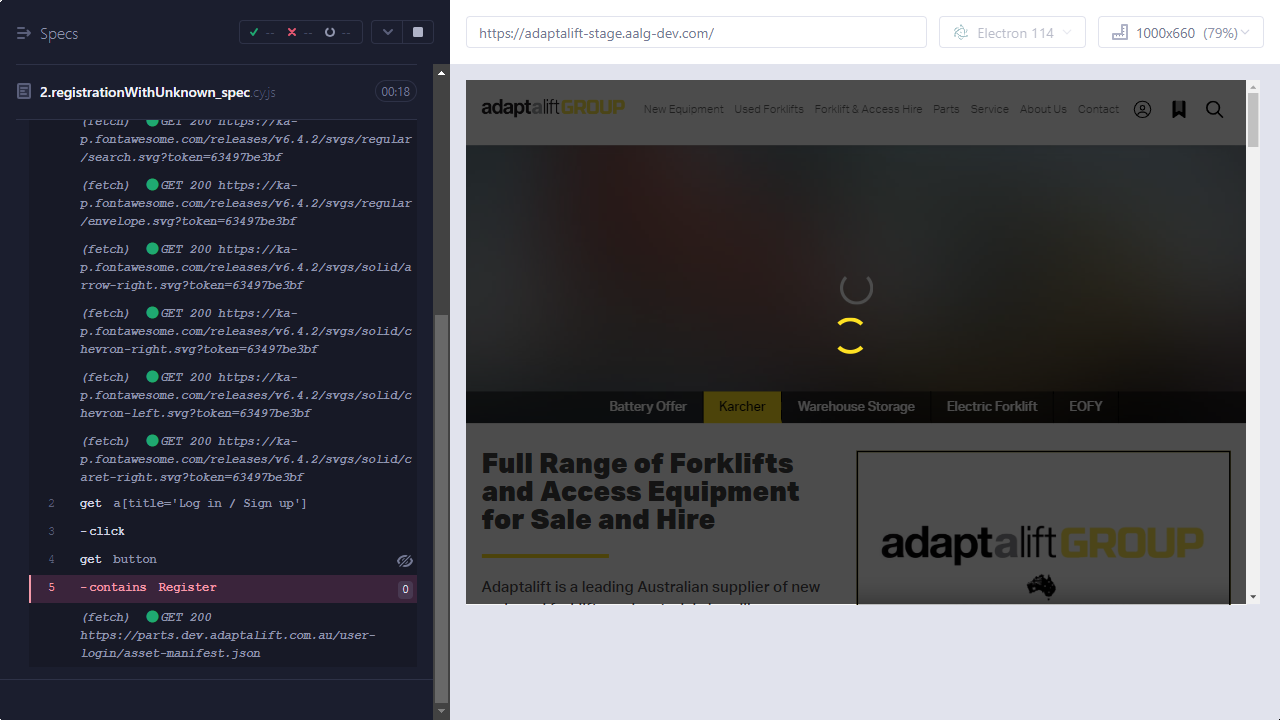 Specs
--
--
--
https://adaptalift-stage.aalg-dev.com/
Electron 114
1000x660 (79%)
2.registrationWithUnknown_spec.cy.js
00:18
(fetch) GET 200 https://ka-
p.fontawesome.com/releases/v6.4.2/svgs/regular
/search.svg?token=63497be3bf
(fetch) GET 200 https://ka-
p.fontawesome.com/releases/v6.4.2/svgs/regular
/envelope.svg?token=63497be3bf
(fetch) GET 200 https://ka-
p.fontawesome.com/releases/v6.4.2/svgs/solid/a
rrow-right.svg?token=63497be3bf
(fetch) GET 200 https://ka-
p.fontawesome.com/releases/v6.4.2/svgs/solid/c
hevron-right.svg?token=63497be3bf
(fetch) GET 200 https://ka-
p.fontawesome.com/releases/v6.4.2/svgs/solid/c
hevron-left.svg?token=63497be3bf
(fetch) GET 200 https://ka-
p.fontawesome.com/releases/v6.4.2/svgs/solid/c
aret-right.svg?token=63497be3bf
2 get a[title='Log in / Sign up']
3 -click
4 get button
5 -contains Register 0
(fetch) GET 200
https://parts.dev.adaptalift.com.au/user-
login/asset-manifest.json
adaptaliftGROUP
New Equipment Used Forklifts Forklift & Access Hire Parts Service About Us Contact
Battery Offer Karcher Warehouse Storage Electric Forklift EOFY
Full Range of Forklifts
and Access Equipment
for Sale and Hire
Adaptalift is a leading Australian supplier of new
adaptaliftGROUP